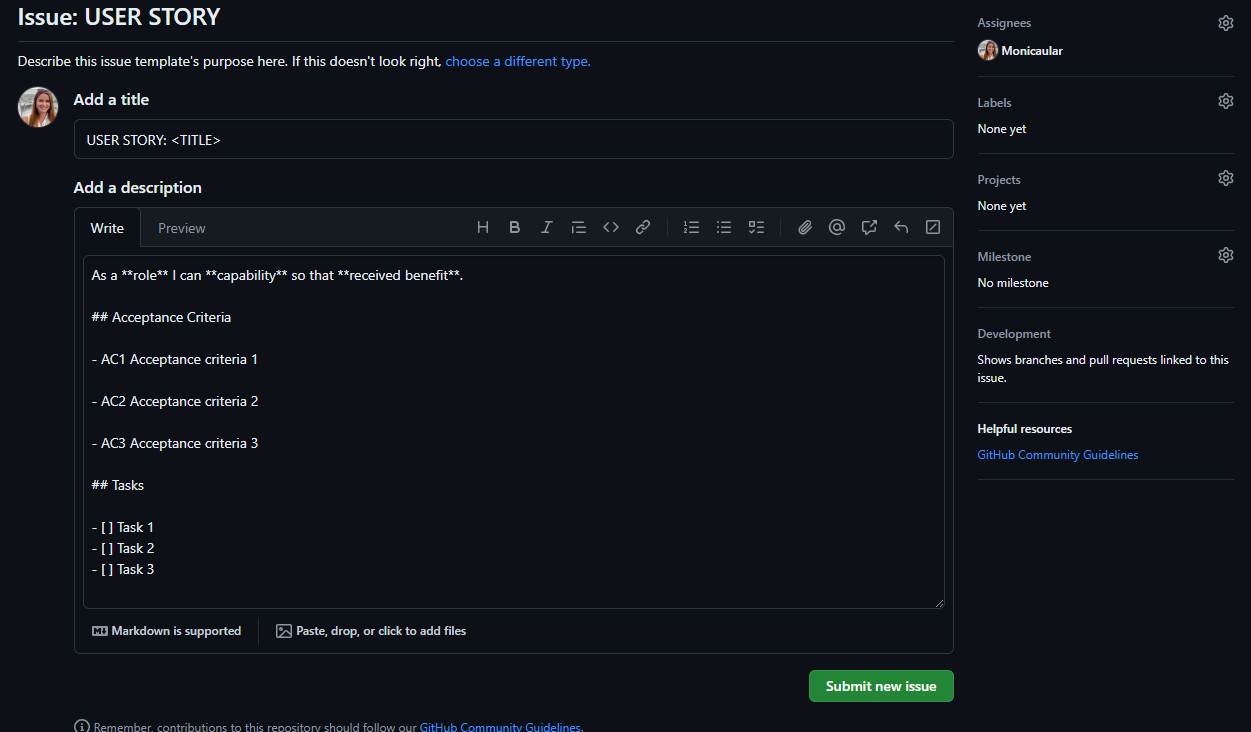 Issue: USER STORY
Describe this issue template's purpose here. If this doesn't look right, choose a different type.
Add a title
USER STORY: <TITLE>
Add a description
Write
Preview
As a **role** I can **capability** so that **received benefit**.
## Acceptance Criteria
- AC1 Acceptance criteria 1
- AC2 Acceptance criteria 2
- AC3 Acceptance criteria 3
## Tasks
- [ ] Task 1
- [ ] Task 2
- [ ] Task 3
Markdown is supported
Paste, drop, or click to add files
Submit new issue
Remember, contributions to this repository should follow our GitHub Community Guidelines.
Assignees
Monicaular
Labels
None yet
Projects
None yet
Milestone
No milestone
Development
Shows branches and pull requests linked to this
issue.
Helpful resources
GitHub Community Guidelines